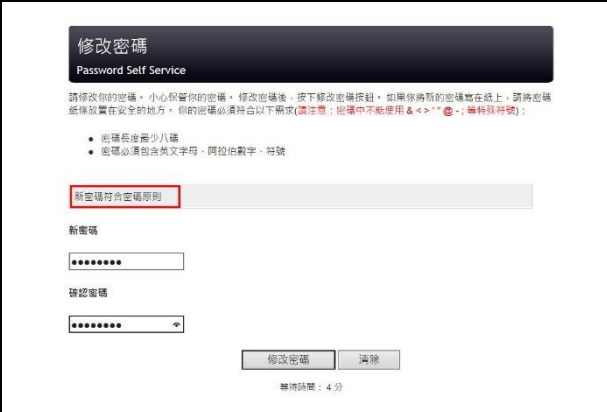 修改密碼
Password Self Service
請修改你的密碼。 小心保管你的密碼。 修改密碼後，按下修改密碼按鈕。 如果你將新的密碼寫在紙上，請將密碼
紙條放置在安全的地方。 你的密碼必須符合以下需求(請注意：密碼中不能使用 & < > ' " @ - ; 等特殊符號)：
● 密碼長度最少八碼
● 密碼必須包含英文字母、阿拉伯數字、符號
新密碼符合密碼原則
新密碼
●●●●●●●●
確認密碼
●●●●●●●●
修改密碼 清除
等待時間： 4 分